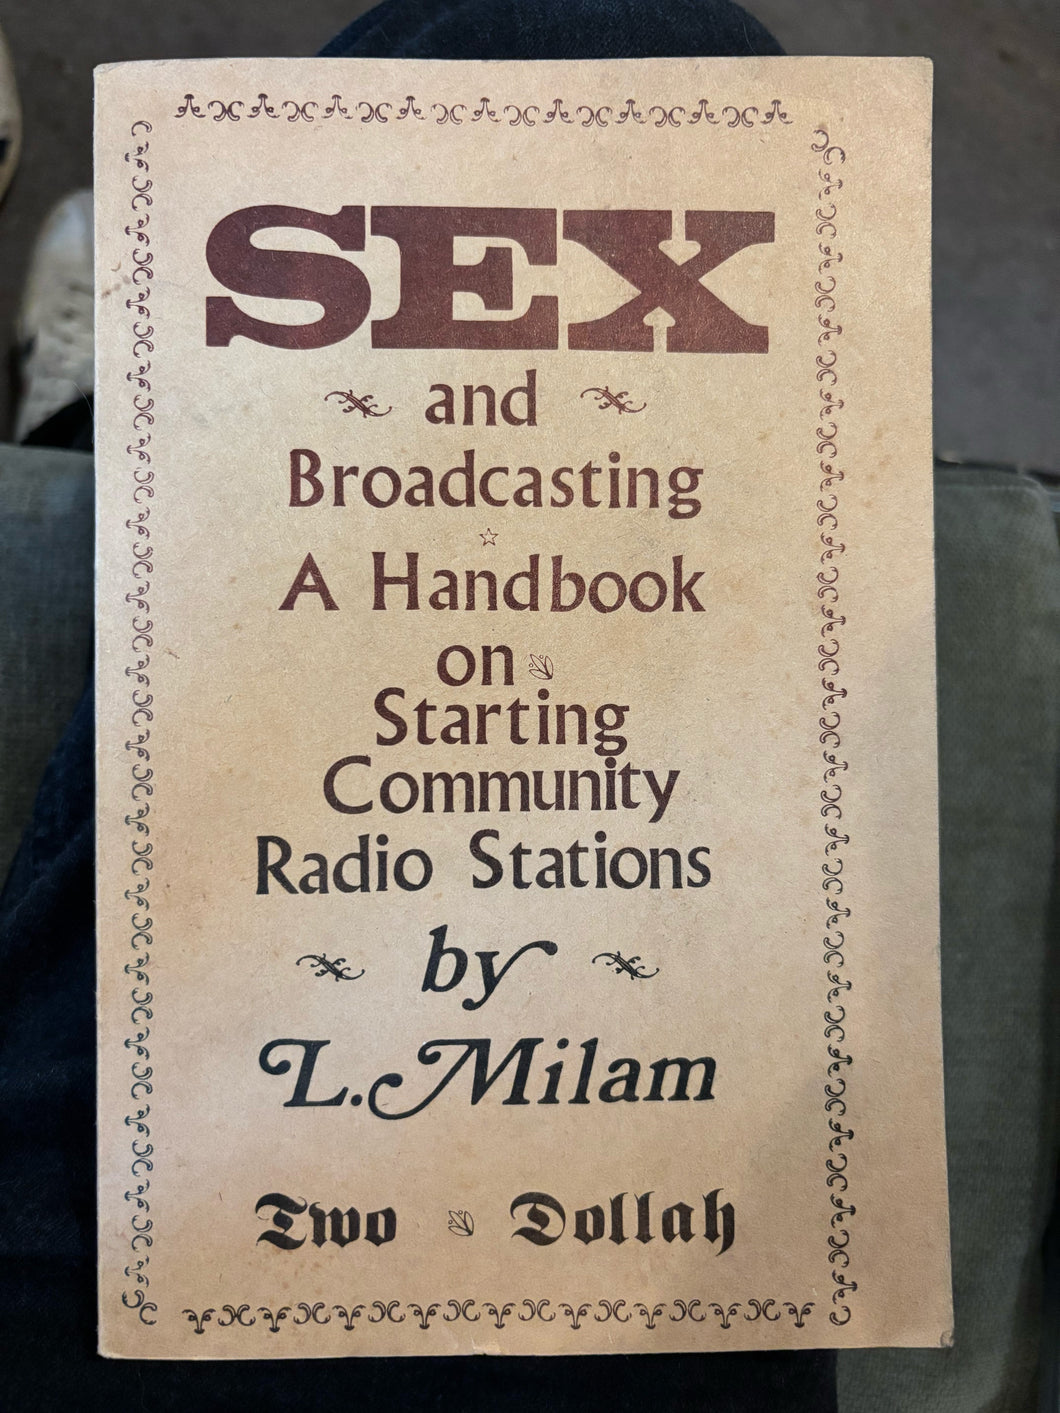 SEX
and
Broadcasting
A Handbook
on
Starting
Community
Radio Stations
by
L. Milam
Two Dollah